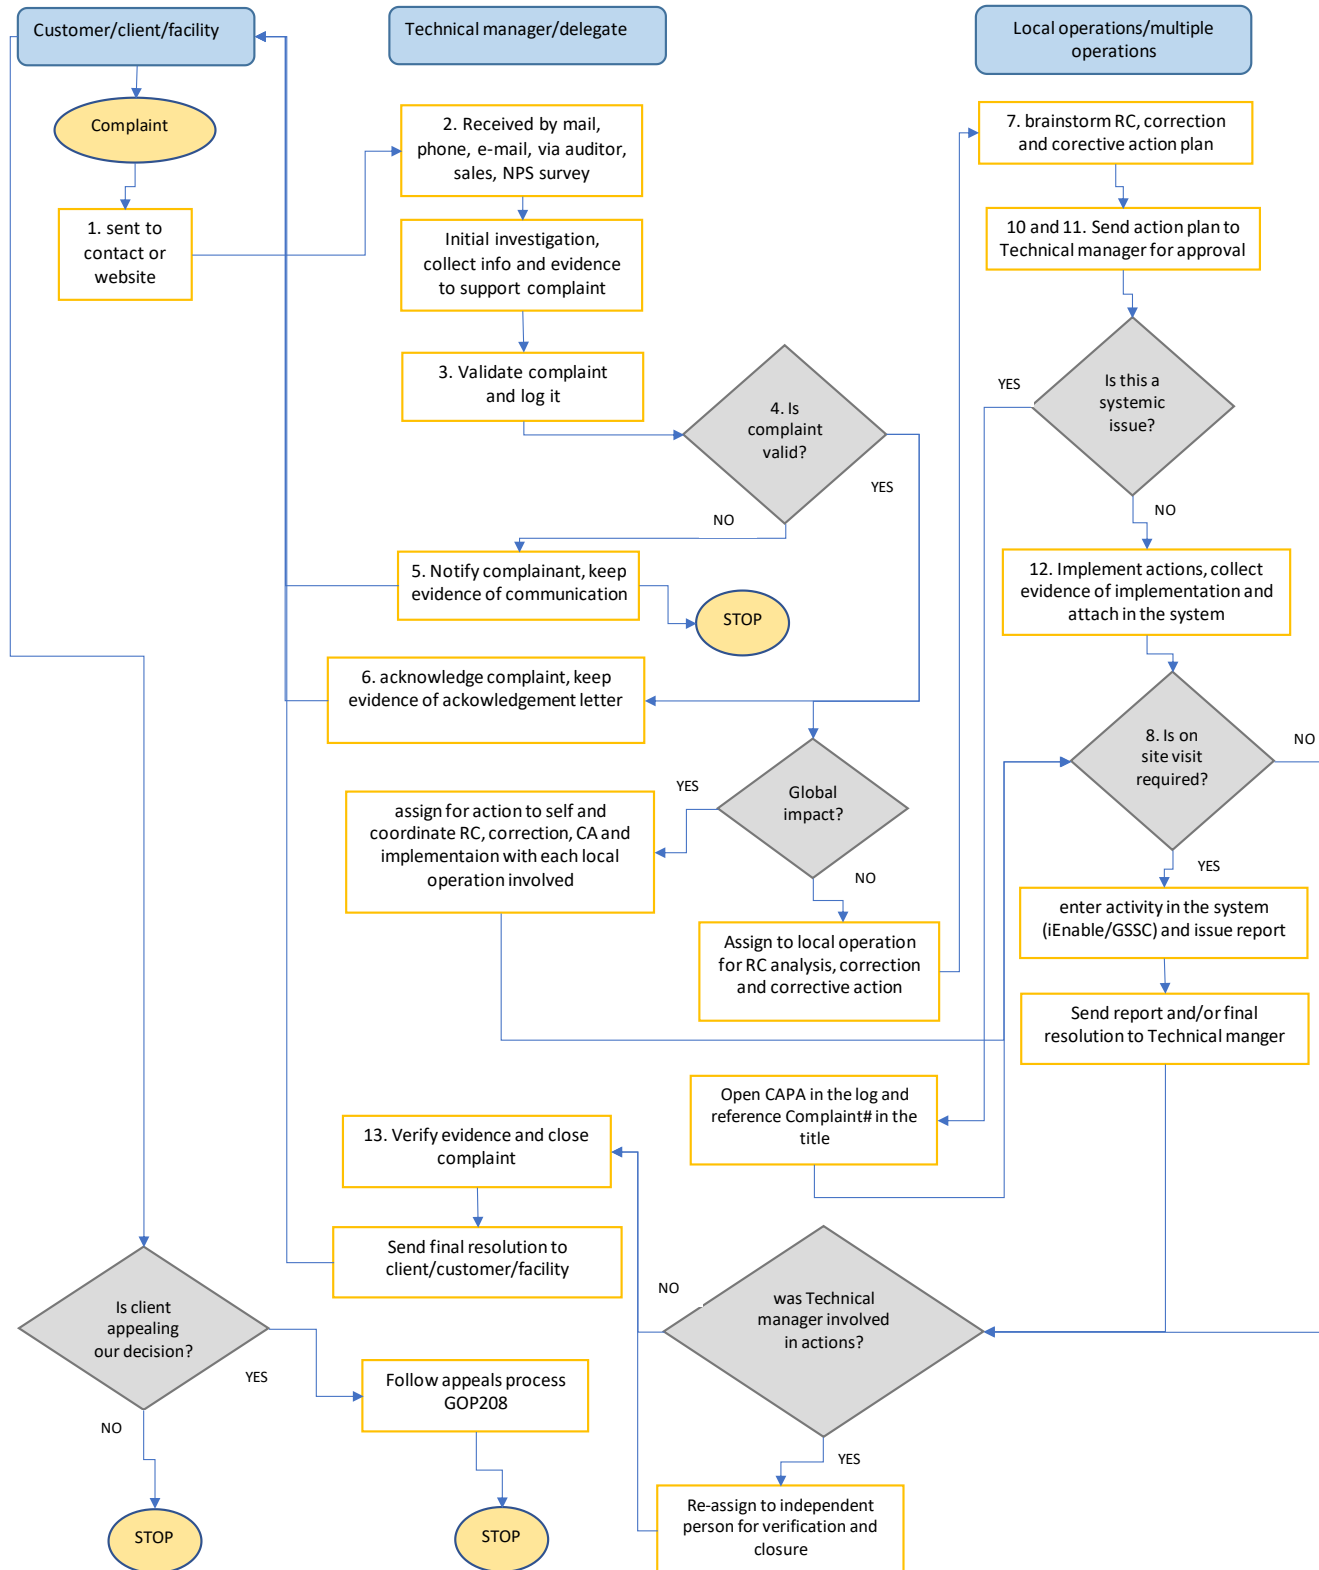 Customer/client/facility
Technical manager/delegate
Local operations/multiple
operations
Complaint
1. sent to
contact or
website
2. Received by mail,
phone, e-mail, via auditor,
sales, NPS survey
Initial investigation,
collect info and evidence
to support complaint
3. Validate complaint
and log it
4. Is
complaint
valid?
YES
NO
5. Notify complainant, keep
evidence of communication
STOP
6. acknowledge complaint, keep
evidence of ackowledgement letter
Global
impact?
YES
NO
assign for action to self and
coordinate RC, correction, CA and
implementaion with each local
operation involved
Assign to local operation
for RC analysis, correction
and corrective action
7. brainstorm RC, correction
and corective action plan
10 and 11. Send action plan to
Technical manager for approval
Is this a
systemic
issue?
YES
NO
12. Implement actions, collect
evidence of implementation and
attach in the system
8. Is on
site visit
required?
NO
YES
enter activity in the system
(iEnable/GSSC) and issue report
Send report and/or final
resolution to Technical manger
Open CAPA in the log and
reference Complaint# in the
title
13. Verify evidence and close
complaint
Send final resolution to
client/customer/facility
was Technical
manager involved
in actions?
NO
YES
Re-assign to independent
person for verification and
closure
Is client
appealing
our decision?
YES
NO
Follow appeals process
GOP208
STOP
STOP